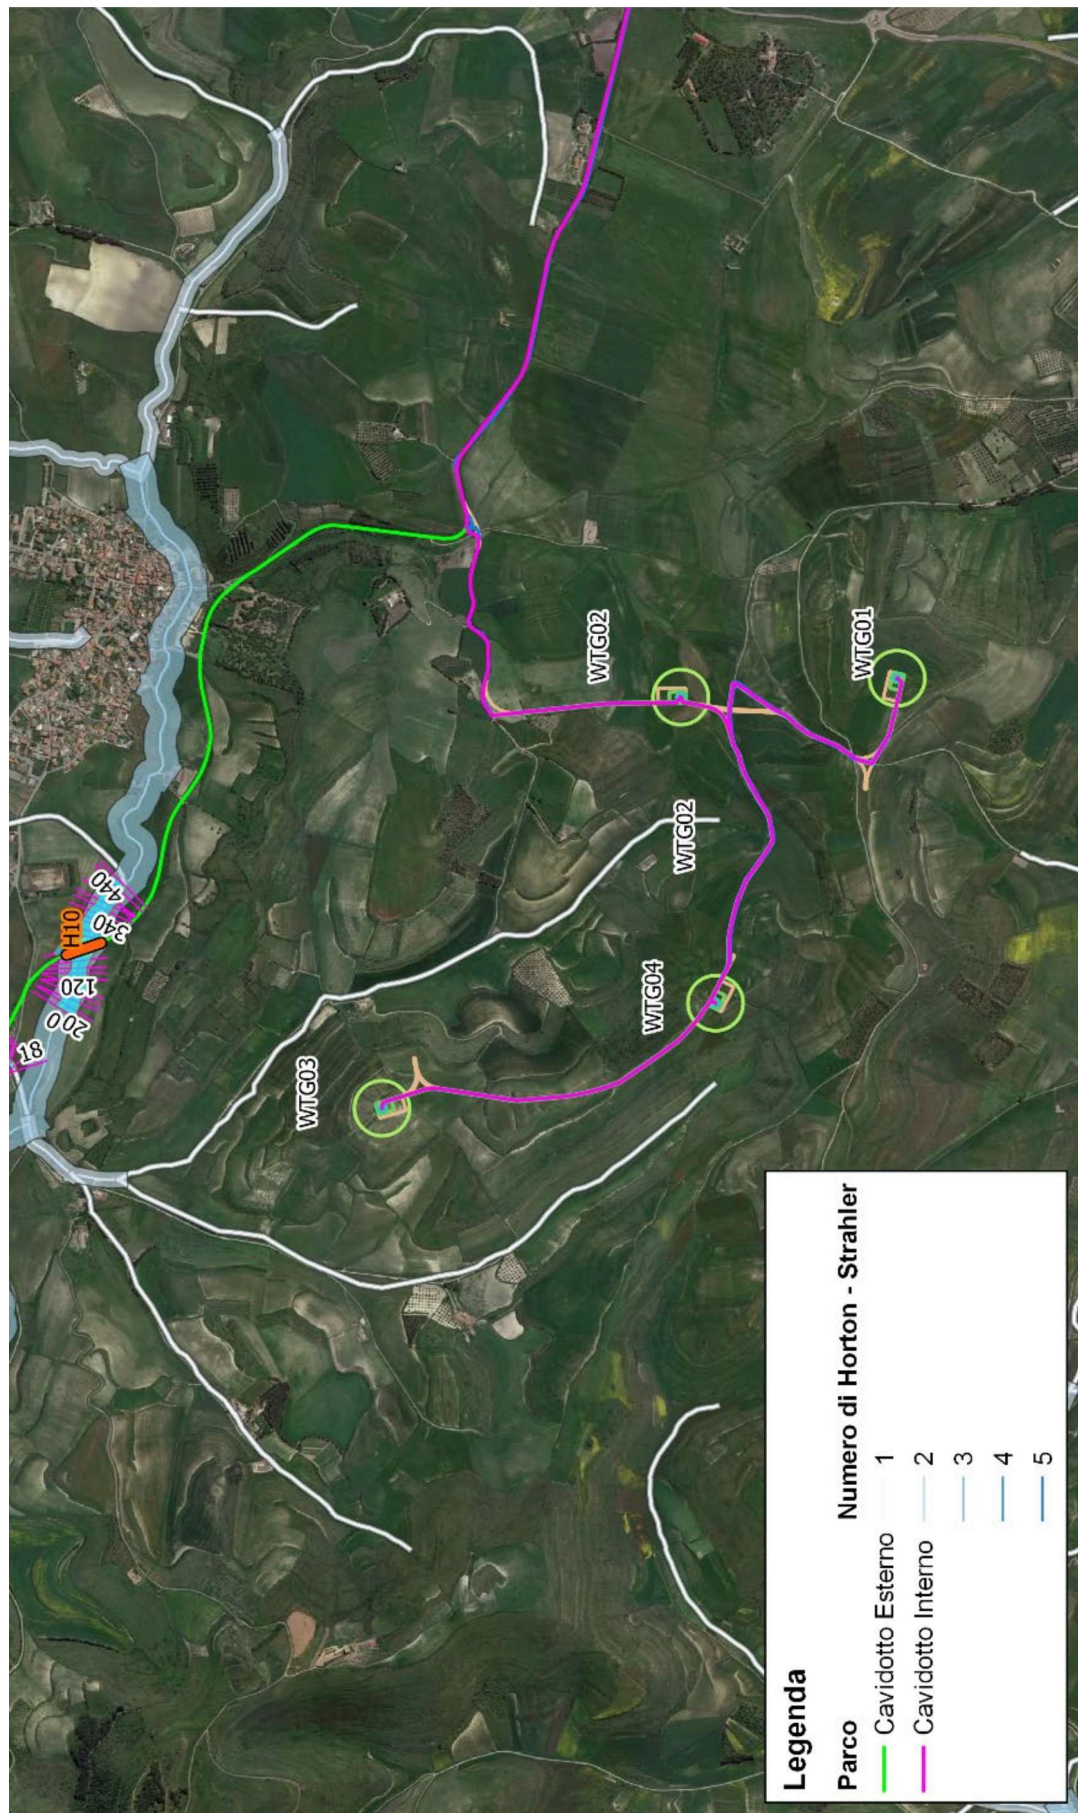 WTG03
WTG04
WTG02
WTG02
WTG01
18
200
120
H10
340
440
Legenda
Parco
Cavidotto Esterno
Cavidotto Interno
Numero di Horton - Strahler
1
2
3
4
5